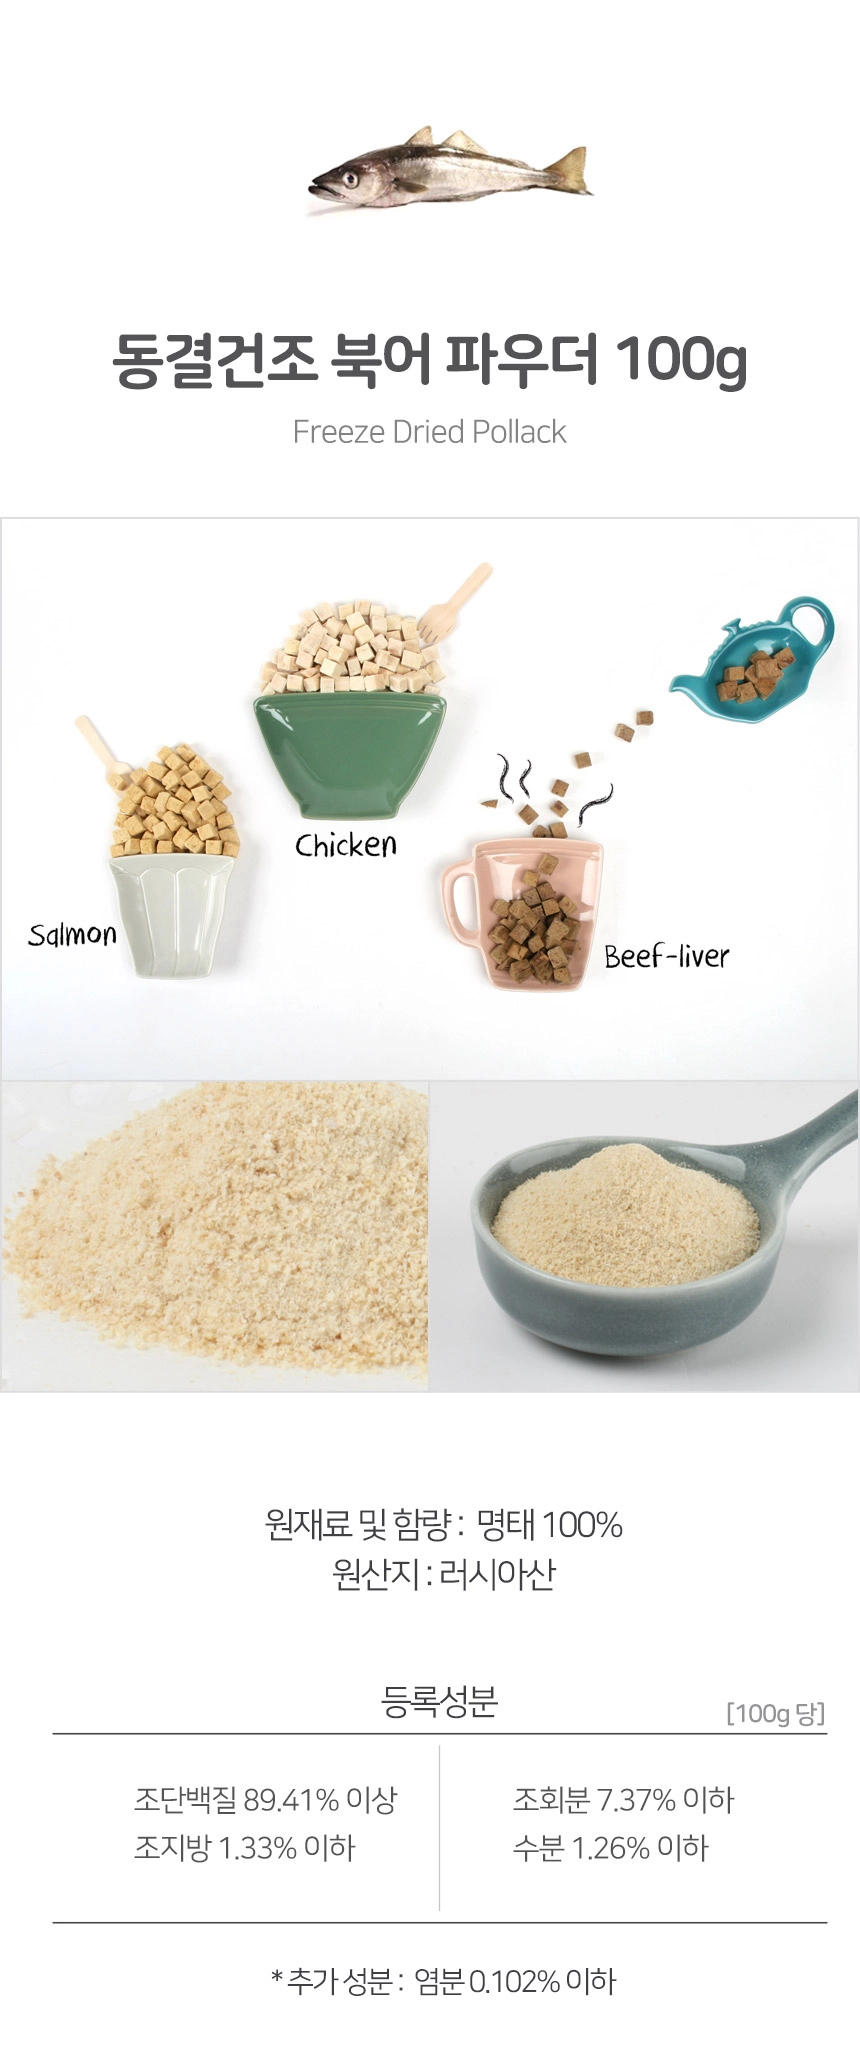 동결건조 북어 파우더 100g
Freeze Dried Pollack
Chicken
Salmon
Beef-liver
원재료 및 함량 : 명태 100%
원산지 : 러시아산
등록성분
[100g 당]
조단백질 89.41% 이상
조지방 1.33% 이하
조회분 7.37% 이하
수분 1.26% 이하
* 추가 성분 : 염분 0.102% 이하